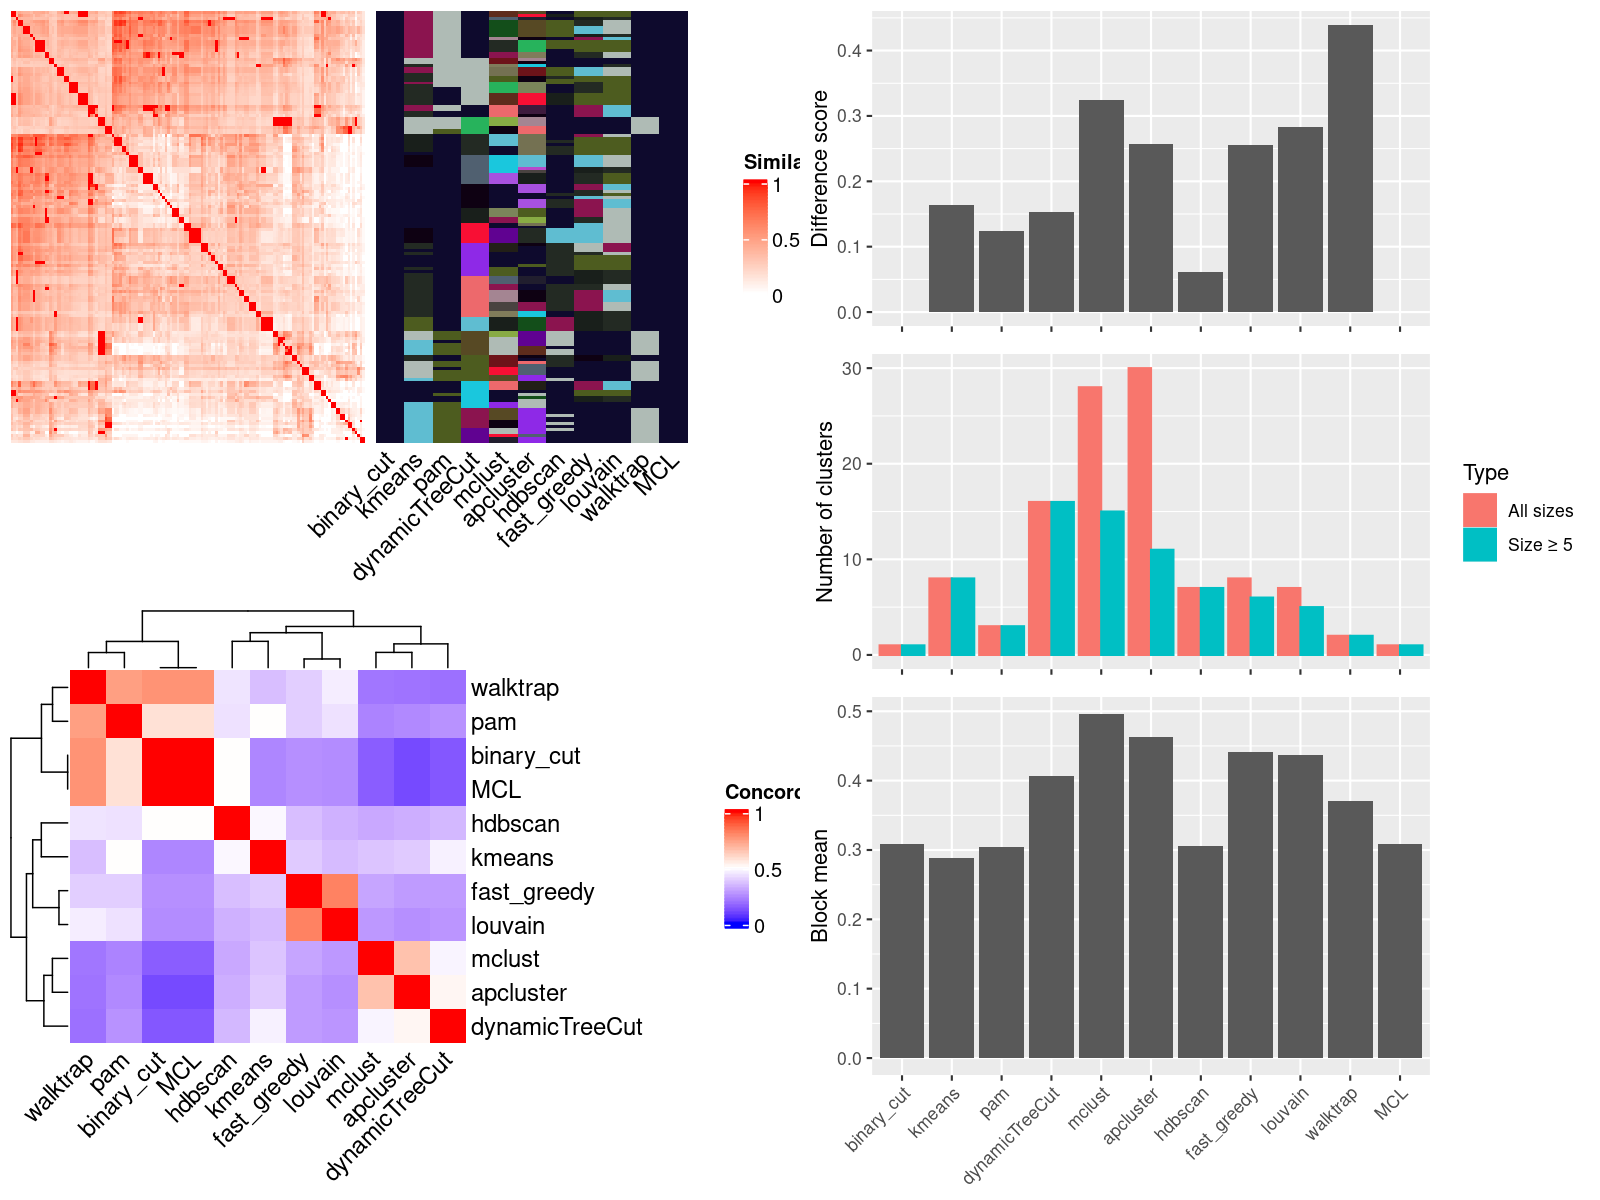 Simila
1
0.5
0
binary_cut
kmeans
pam
dynamicTreeCut
mclust
apcluster
hdbscan
fast_greedy
louvain
walktrap
MCL
walktrap
pam
binary_cut
MCL
hdbscan
kmeans
fast_greedy
louvain
mclust
apcluster
dynamicTreeCut
walktrap
pam
binary_cut
MCL
hdbscan
kmeans
fast_greedy
louvain
mclust
apcluster
dynamicTreeCut
Concord
1
0.5
0
Difference score
0.4
0.3
0.2
0.1
0.0
Number of clusters
30
20
10
0
Type
All sizes
Size ≥ 5
Block mean
0.5
0.4
0.3
0.2
0.1
0.0
binary_cut
kmeans
pam
dynamicTreeCut
mclust
apcluster
hdbscan
fast_greedy
louvain
walktrap
MCL